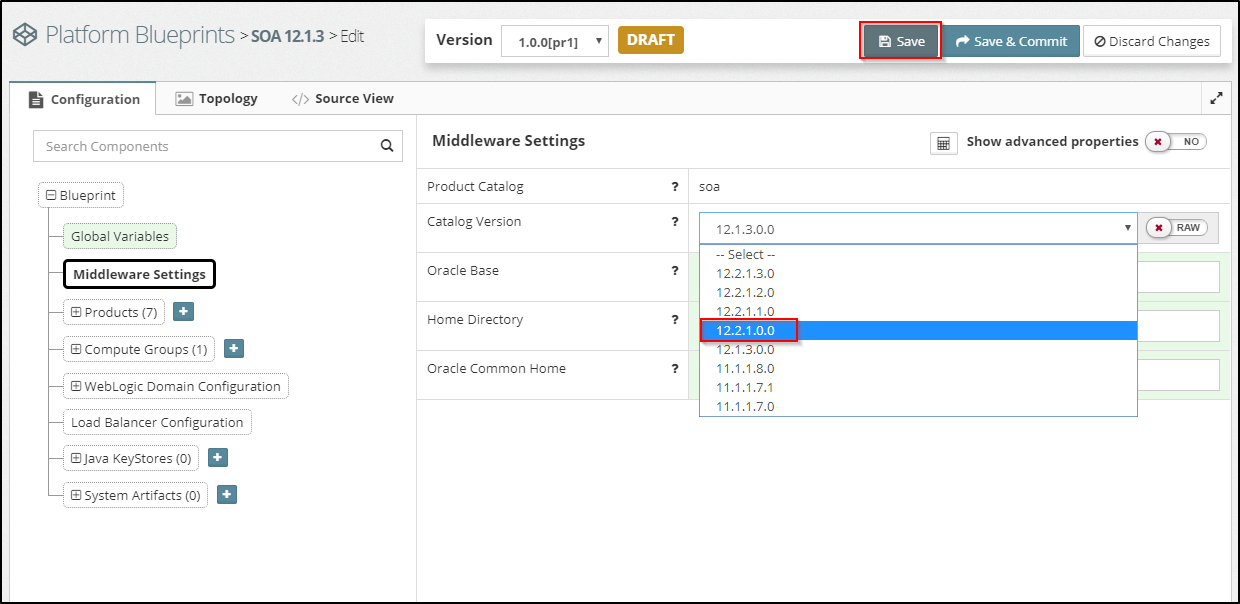 Platform Blueprints > SOA 12.1.3 > Edit
Version 1.0.0[pr1] DRAFT Save Save & Commit Discard Changes
Configuration Topology </> Source View
Search Components
Middleware Settings Show advanced properties NO
Product Catalog ? soa
Catalog Version ? 12.1.3.0.0 RAW
-- Select --
12.2.1.3.0
12.2.1.2.0
12.2.1.1.0
12.2.1.0.0
12.1.3.0.0
11.1.1.8.0
11.1.1.7.1
11.1.1.7.0
Oracle Base ?
Home Directory ?
Oracle Common Home ?
Blueprint
Global Variables
Middleware Settings
Products (7)
Compute Groups (1)
WebLogic Domain Configuration
Load Balancer Configuration
Java KeyStores (0)
System Artifacts (0)